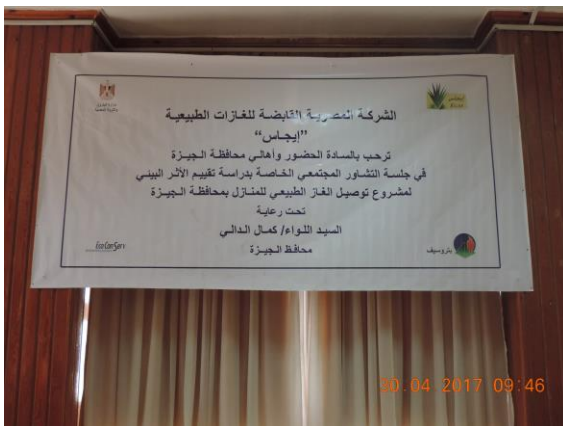 الشركة المصرية القابضة للغازات الطبيعية
"إيجاس"
ترحب بالسادة الحضور وأهالي محافظة الجيزة
في جلسة التشاور المجتمعي الخاصة بدراسة تقييم الأثر البيئي
لمشروع توصيل الغاز الطبيعي للمنازل بمحافظة الجيزة
تحت رعاية
السيد اللواء/ كمال الدالي
محافظ الجيزة
بتروسيف
EcoConServ
30.04 2017 09:46